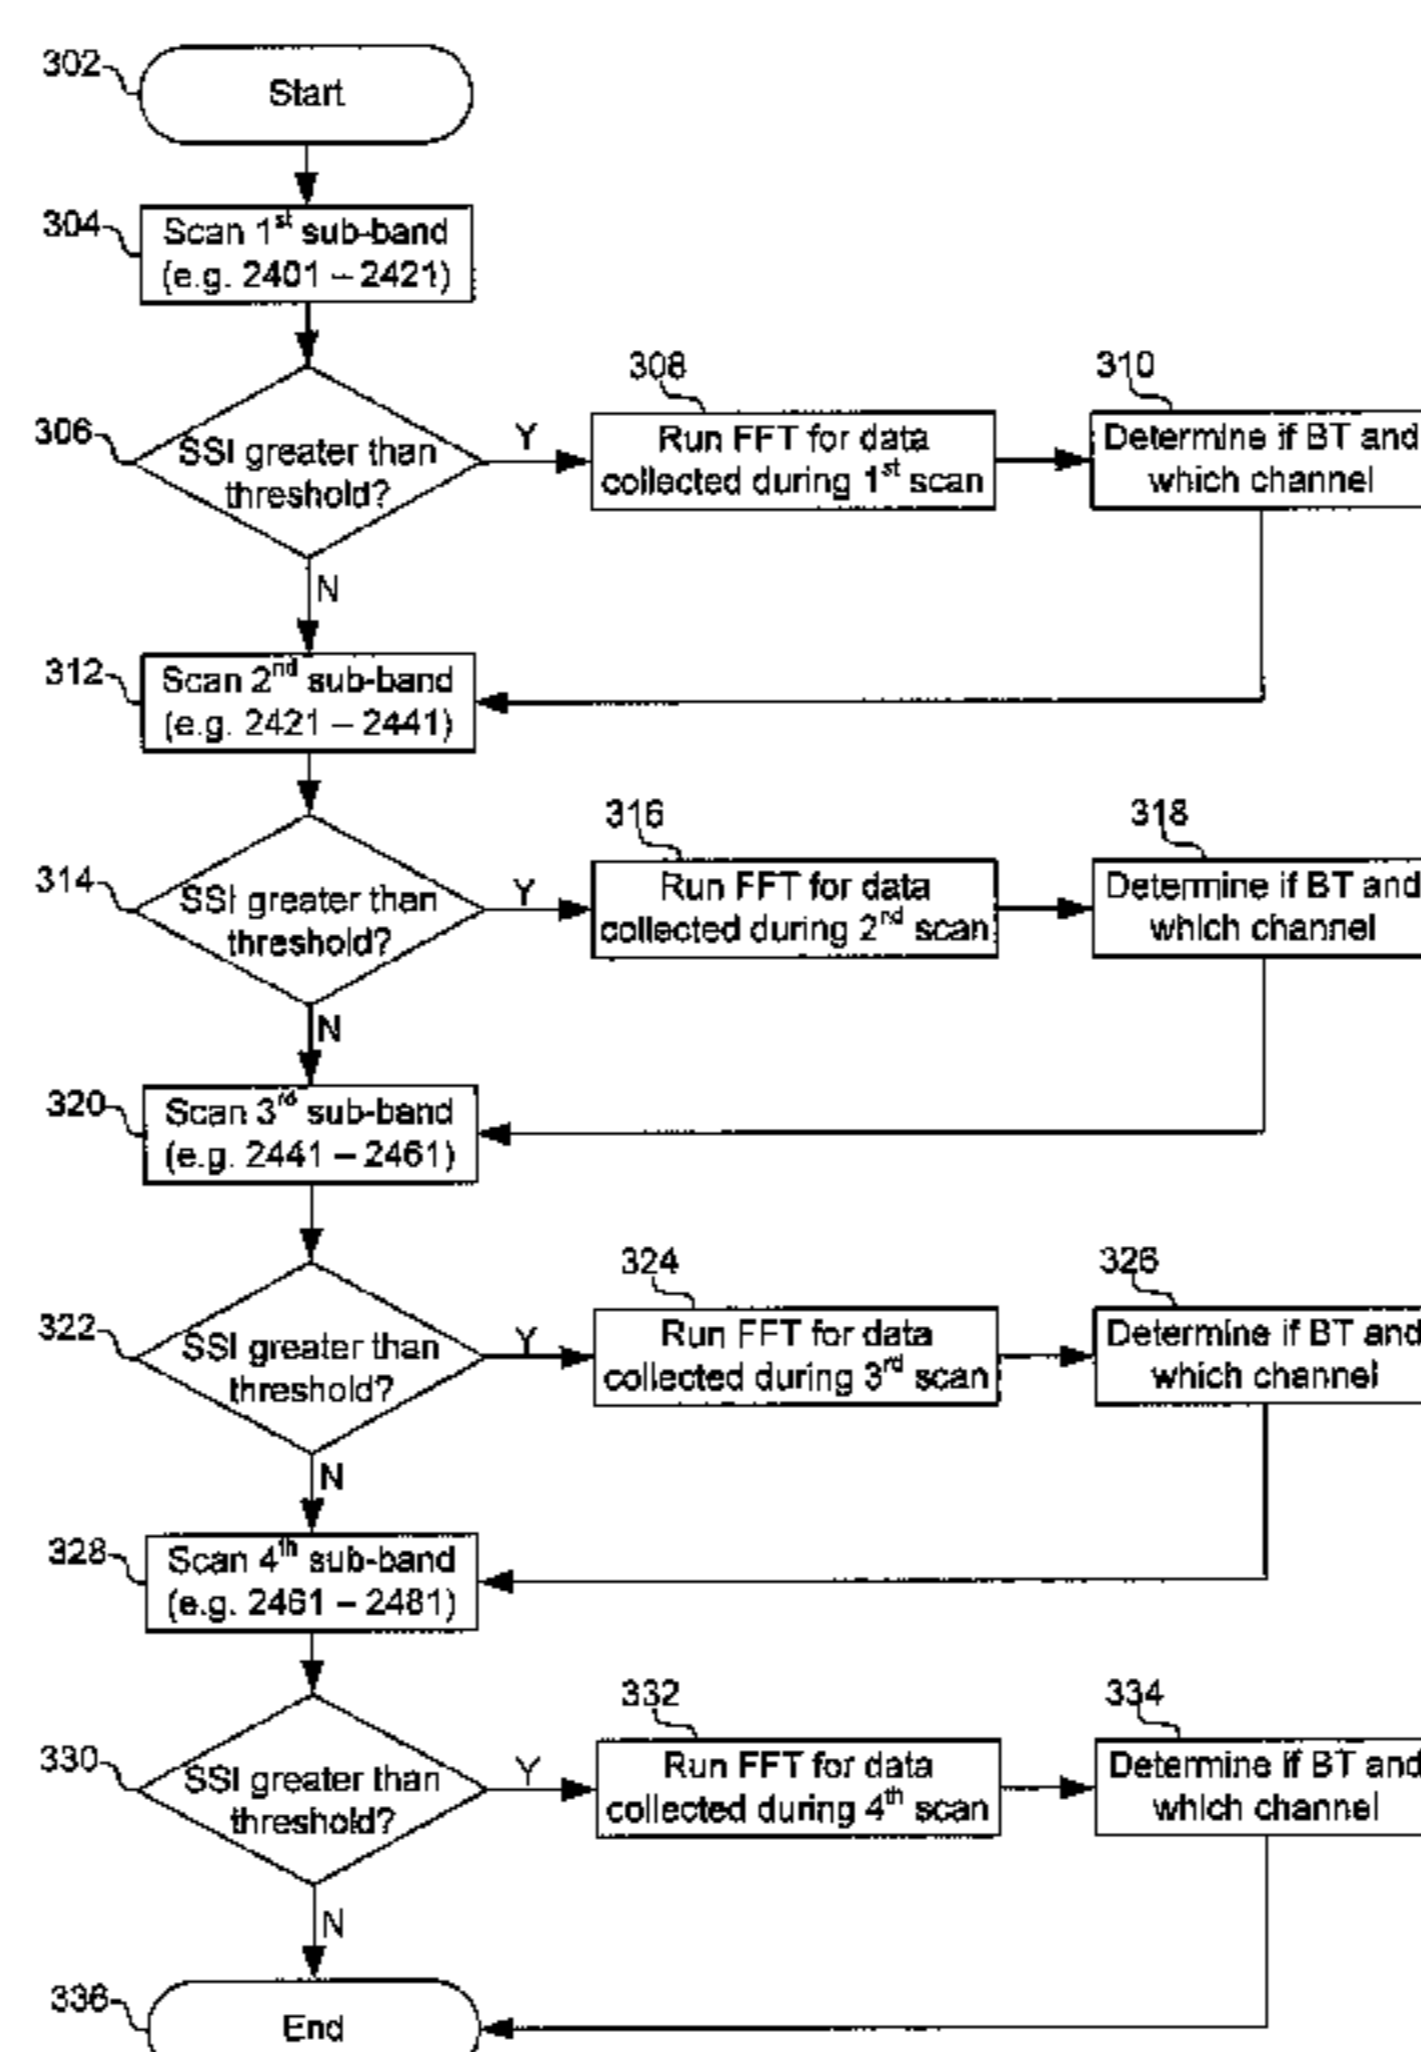 302
Start
304
Scan 1st sub-band
(e.g. 2401 – 2421)
306
SSI greater than
threshold?
Y
308
Run FFT for data
collected during 1st scan
310
Determine if BT and
which channel
N
312
Scan 2nd sub-band
(e.g. 2421 – 2441)
314
SSI greater than
threshold?
Y
316
Run FFT for data
collected during 2nd scan
318
Determine if BT and
which channel
N
320
Scan 3rd sub-band
(e.g. 2441 – 2461)
322
SSI greater than
threshold?
Y
324
Run FFT for data
collected during 3rd scan
326
Determine if BT and
which channel
N
328
Scan 4th sub-band
(e.g. 2461 – 2481)
330
SSI greater than
threshold?
Y
332
Run FFT for data
collected during 4th scan
334
Determine if BT and
which channel
N
336
End